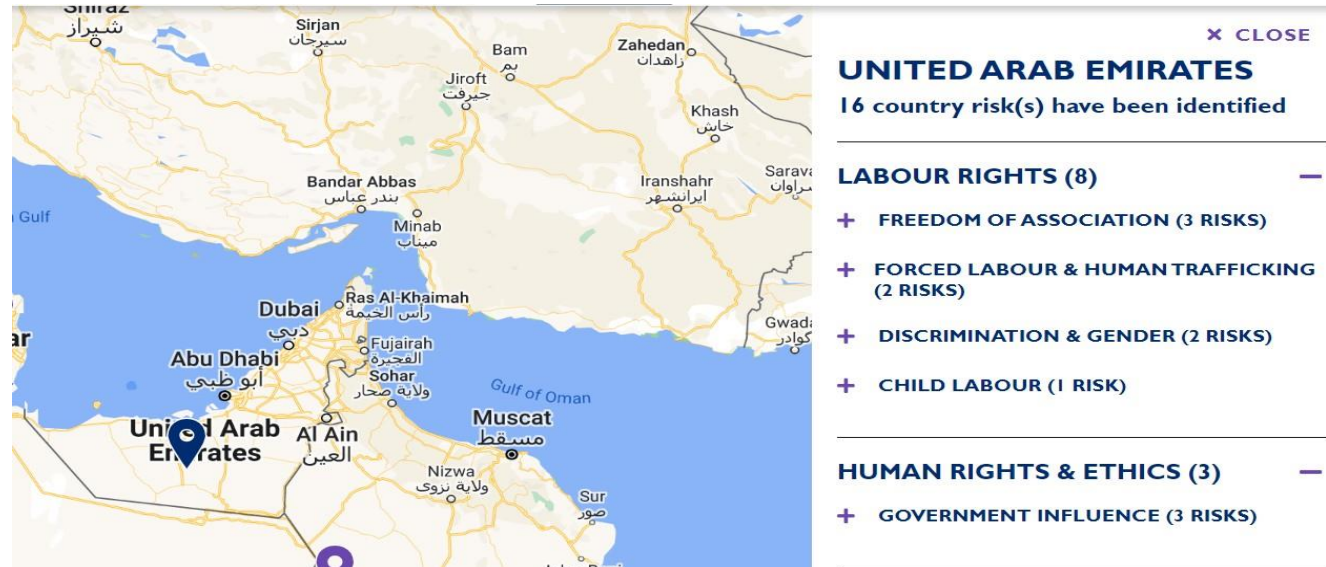 Shiraz
شیراز
Sirjan
سیرجان
Bam
بم
Zahedan
زاهدان
Jiroft
جیرفت
Khash
خاش
Bandar Abbas
بندر عباس
Iranshahr
ایرانشهر
سراوان
Gulf
Minab
میناب
Ras Al-Khaimah
رأس الخيمة
Dubai
دبي
Fujairah
الفجيرة
Abu Dhabi
أبو ظبي
Sohar
ولاية صحار
Gulf of Oman
Muscat
مسقط
United Arab
Emirates
Al Ain
العين
Nizwa
ولاية نزوى
Sur
صور
× CLOSE
UNITED ARAB EMIRATES
16 country risk(s) have been identified
LABOUR RIGHTS (8)
+ FREEDOM OF ASSOCIATION (3 RISKS)
+ FORCED LABOUR & HUMAN TRAFFICKING
(2 RISKS)
+ DISCRIMINATION & GENDER (2 RISKS)
+ CHILD LABOUR (1 RISK)
HUMAN RIGHTS & ETHICS (3)
+ GOVERNMENT INFLUENCE (3 RISKS)